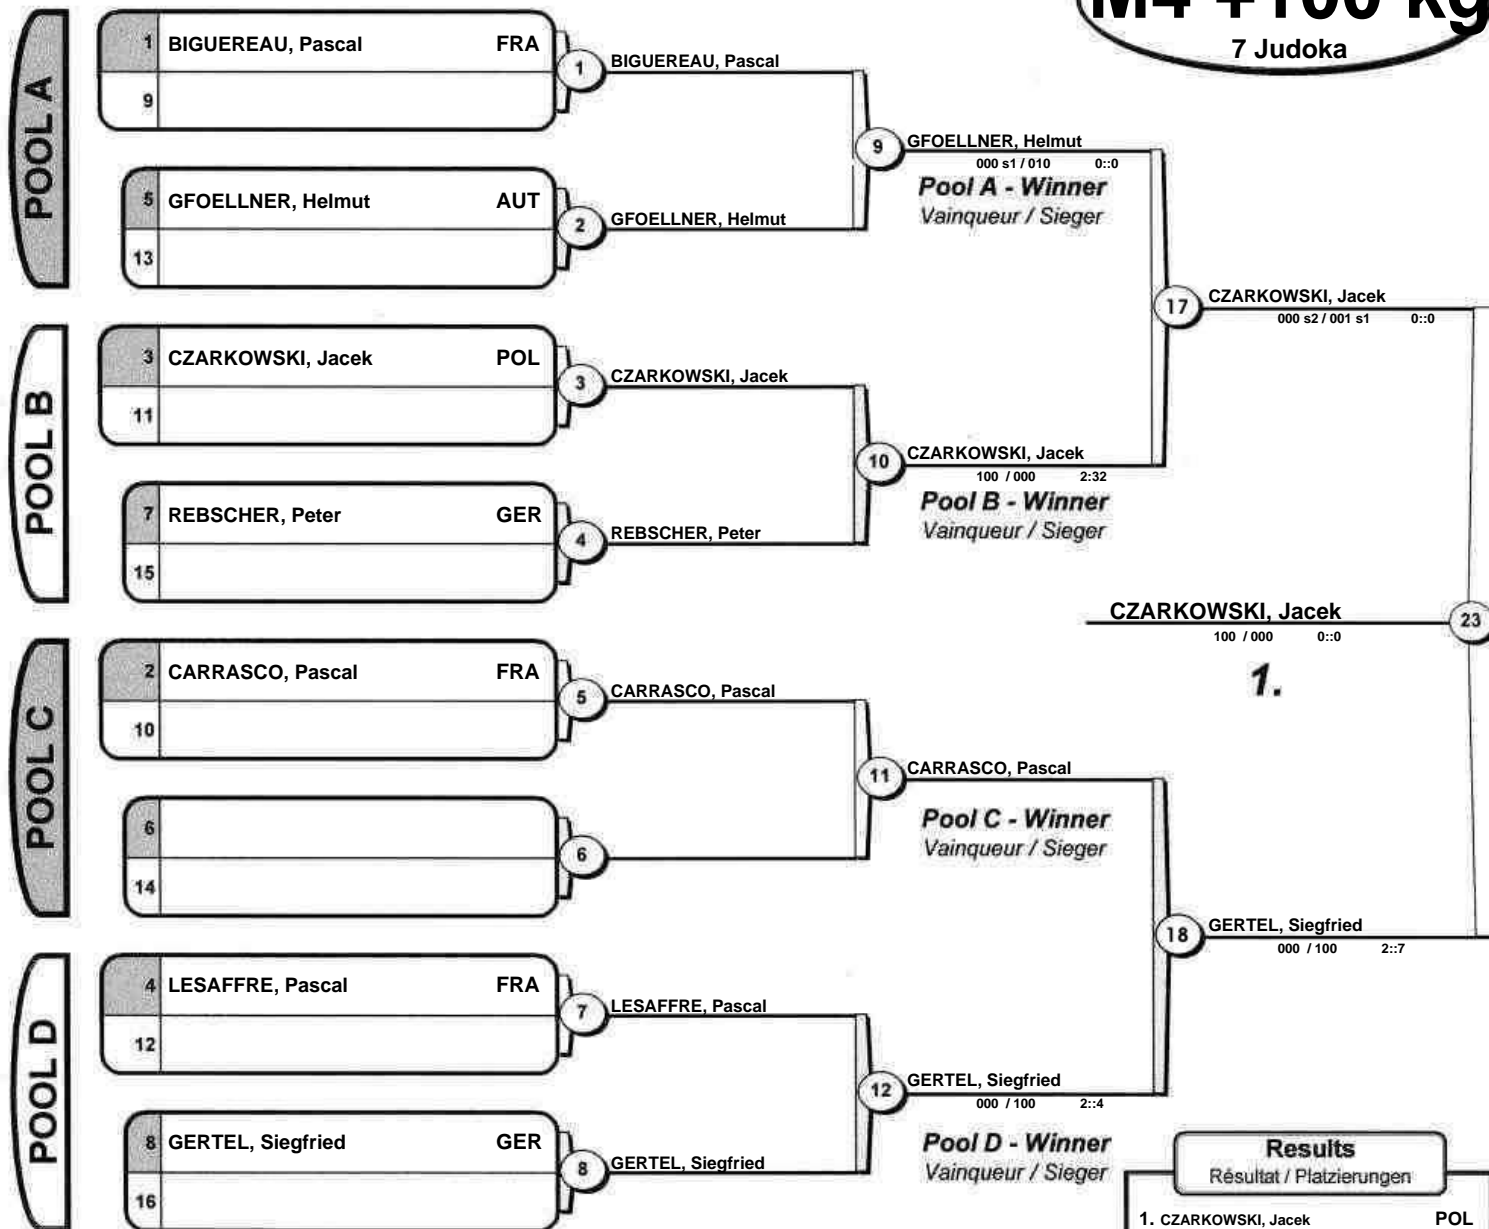 M4 +100 kg
7 Judoka
POOL A
1 BIGUEREAU, Pascal FRA
9
5 GFOELLNER, Helmut AUT
13
1 BIGUEREAU, Pascal
2 GFOELLNER, Helmut
9 GFOELLNER, Helmut
000 s1 / 010 0::0
Pool A - Winner
Vainqueur / Sieger
POOL B
3 CZARKOWSKI, Jacek POL
11
7 REBSCHER, Peter GER
15
3 CZARKOWSKI, Jacek
4 REBSCHER, Peter
10 CZARKOWSKI, Jacek
100 / 000 2:32
Pool B - Winner
Vainqueur / Sieger
17 CZARKOWSKI, Jacek
000 s2 / 001 s1 0::0
CZARKOWSKI, Jacek 23
100 / 000 0::0
1.
POOL C
2 CARRASCO, Pascal FRA
10
6
14
5 CARRASCO, Pascal
6
11 CARRASCO, Pascal
Pool C - Winner
Vainqueur / Sieger
18 GERTEL, Siegfried
000 / 100 2::7
POOL D
4 LESAFFRE, Pascal FRA
12
8 GERTEL, Siegfried GER
16
7 LESAFFRE, Pascal
8 GERTEL, Siegfried
12 GERTEL, Siegfried
000 / 100 2::4
Pool D - Winner
Vainqueur / Sieger
Results
Résultat / Platzierungen
1. CZARKOWSKI, Jacek POL